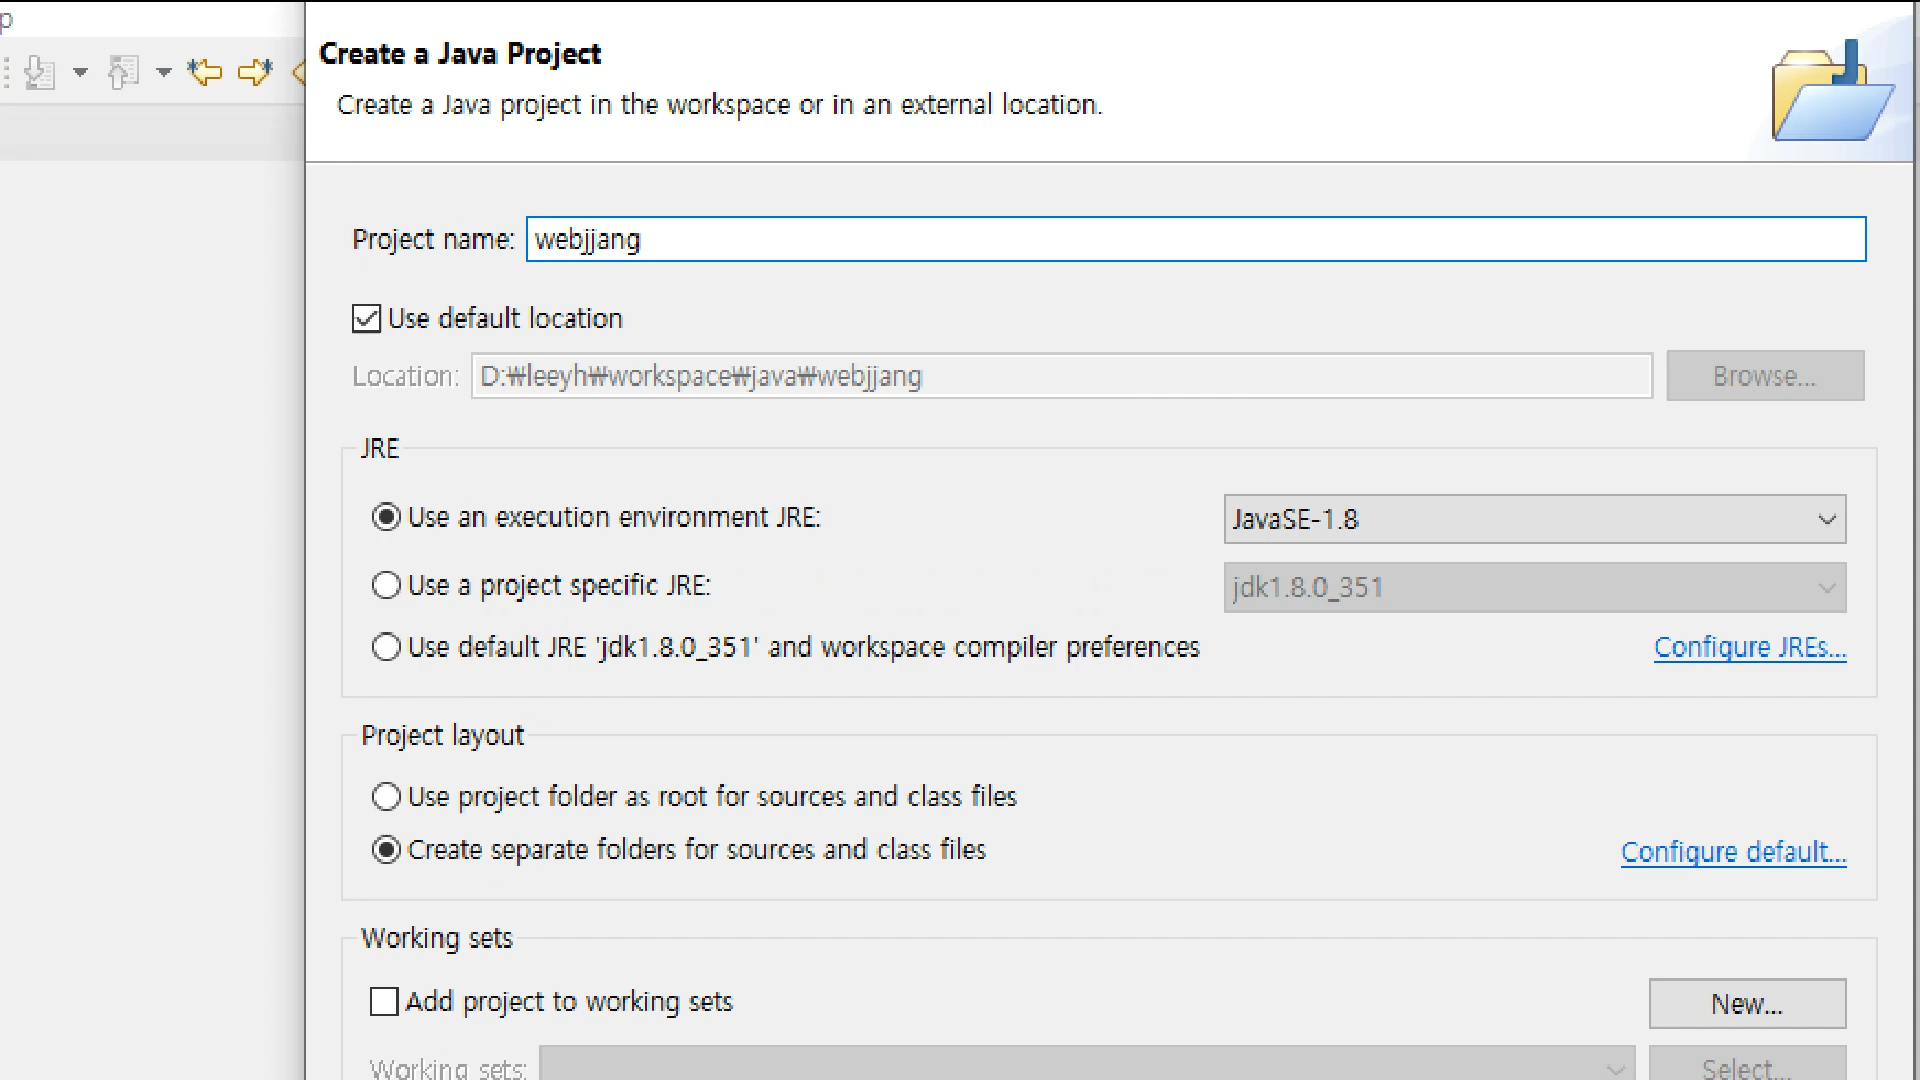 p
Create a Java Project
Create a Java project in the workspace or in an external location.
Project name: webjjang
Use default location
Location: D:₩leeyh₩workspace₩java₩webjjang Browse...
JRE
Use an execution environment JRE: JavaSE-1.8
Use a project specific JRE: jdk1.8.0_351
Use default JRE 'jdk1.8.0_351' and workspace compiler preferences Configure JREs...
Project layout
Use project folder as root for sources and class files
Create separate folders for sources and class files Configure default...
Working sets
Add project to working sets New...
Working sets: Select...